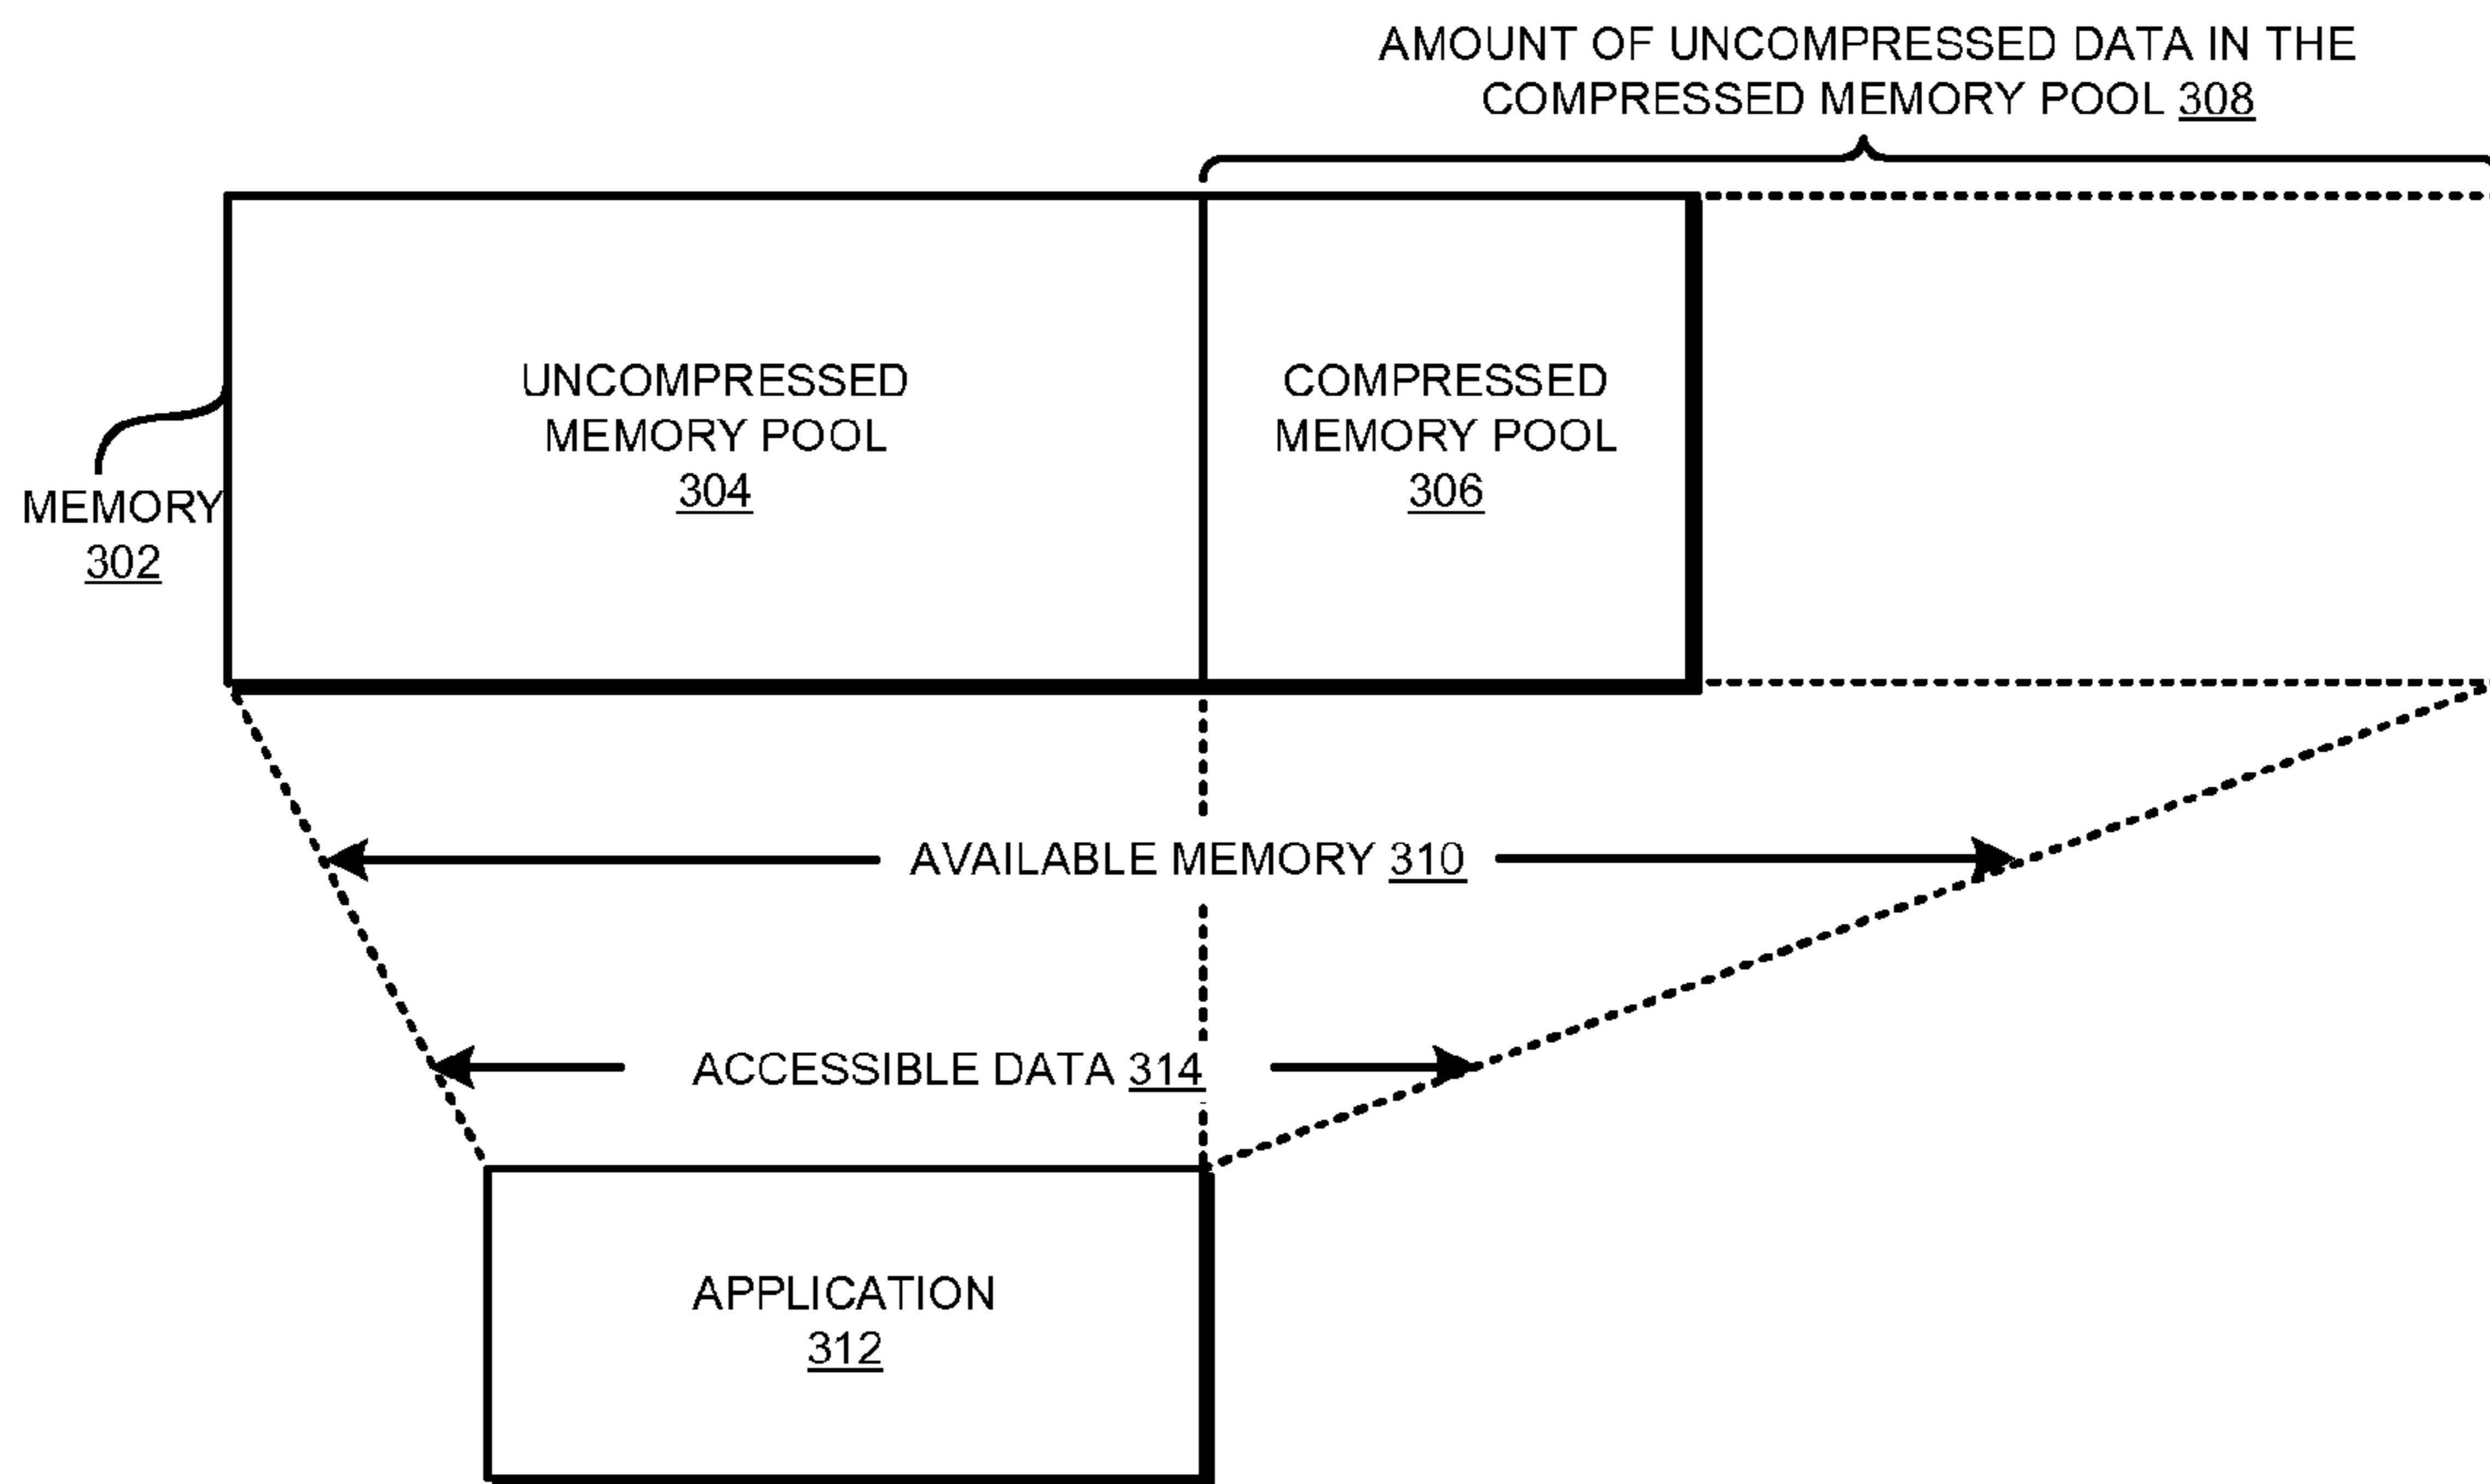 AMOUNT OF UNCOMPRESSED DATA IN THE
COMPRESSED MEMORY POOL 308
UNCOMPRESSED
MEMORY POOL
304
COMPRESSED
MEMORY POOL
306
MEMORY
302
AVAILABLE MEMORY 310
ACCESSIBLE DATA 314
APPLICATION
312